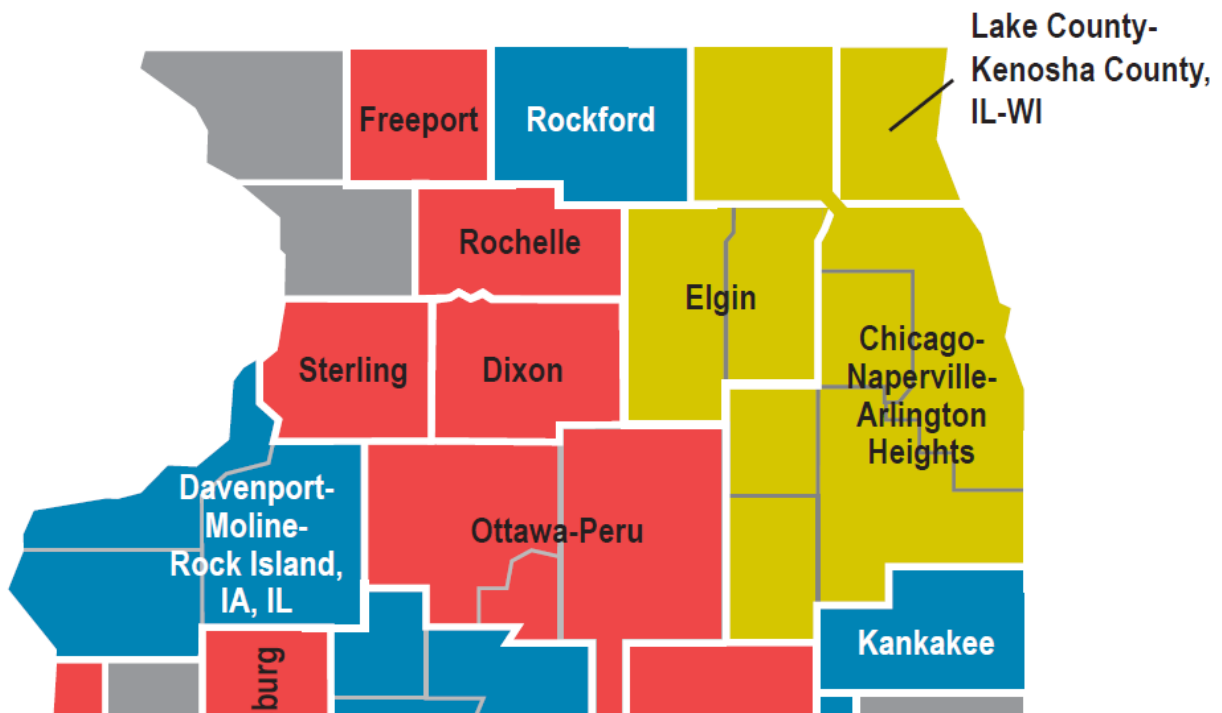 Lake County-
Kenosha County,
IL-WI
Freeport
Rockford
Rochelle
Elgin
Chicago-
Naperville-
Arlington
Heights
Sterling
Dixon
Davenport-
Moline-
Rock Island,
IA, IL
Ottawa-Peru
Kankakee
burg